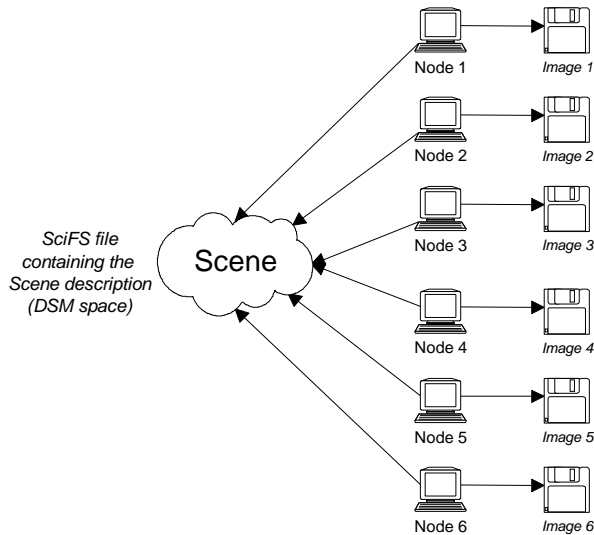 Node 1
Image 1
Node 2
Image 2
Node 3
Image 3
SciFS file
containing the
Scene description
(DSM space)
Scene
Node 4
Image 4
Node 5
Image 5
Node 6
Image 6